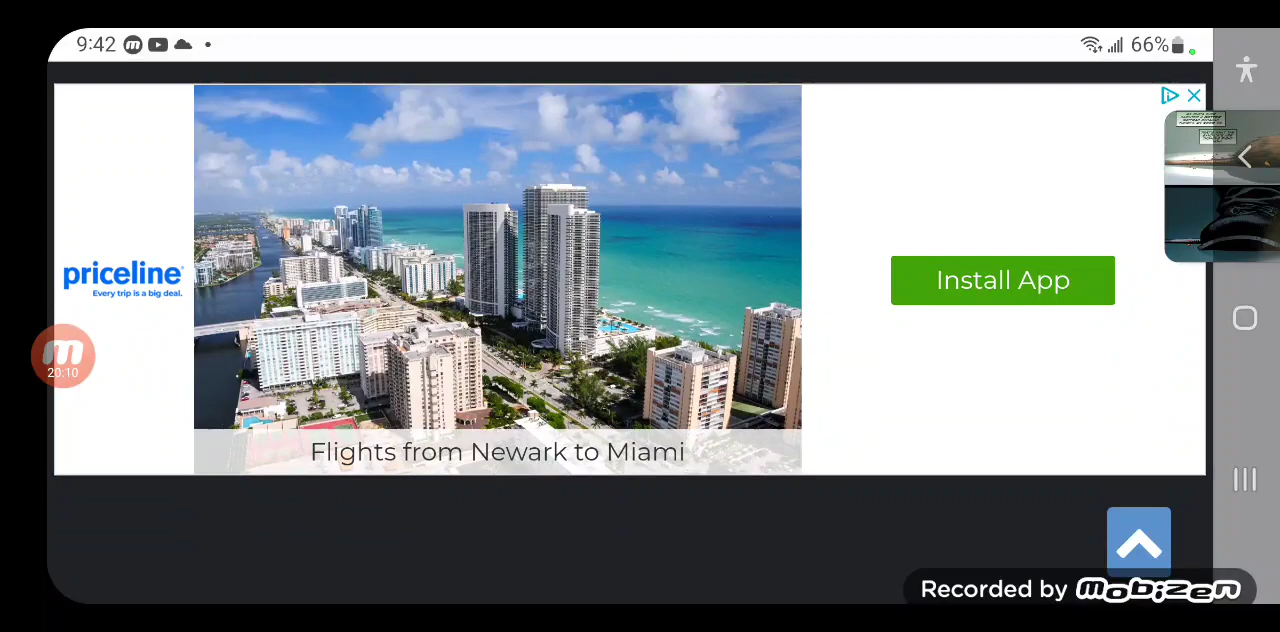 9:42
66%
priceline
Every trip is a big deal.
Install App
20:10
Flights from Newark to Miami
Recorded by Mobizen